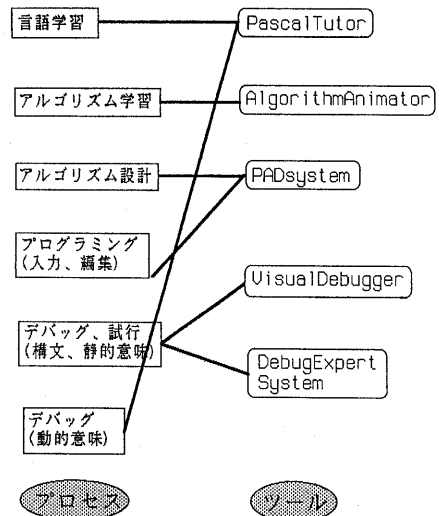 言語学習
PascalTutor
アルゴリズム学習
AlgorithmAnimator
アルゴリズム設計
PADsystem
プログラミング
(入力、編集)
VisualDebugger
デバッグ、試行
(構文、静的意味)
DebugExpert
System
デバッグ
(動的意味)
プロセス
ツール